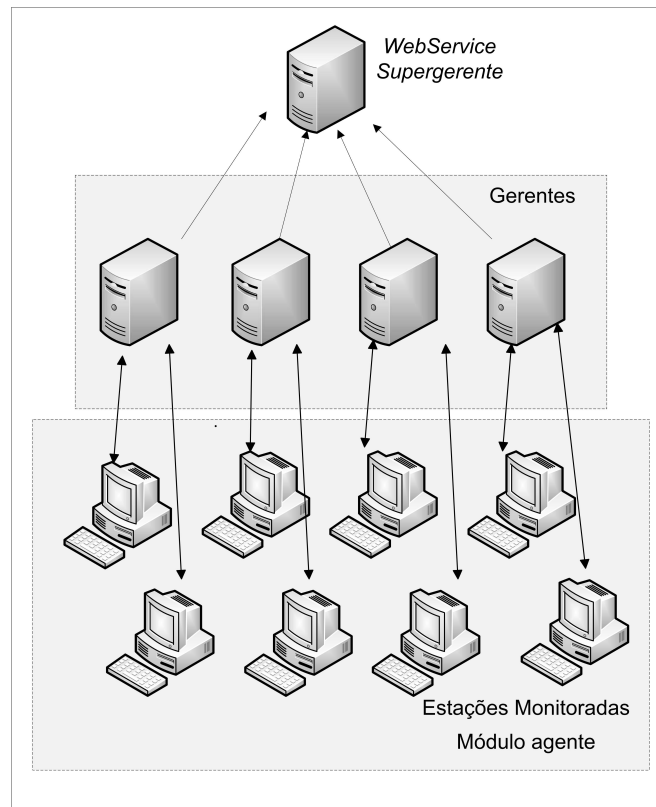 WebService
Supergerente
Gerentes
Estações Monitoradas
Módulo agente